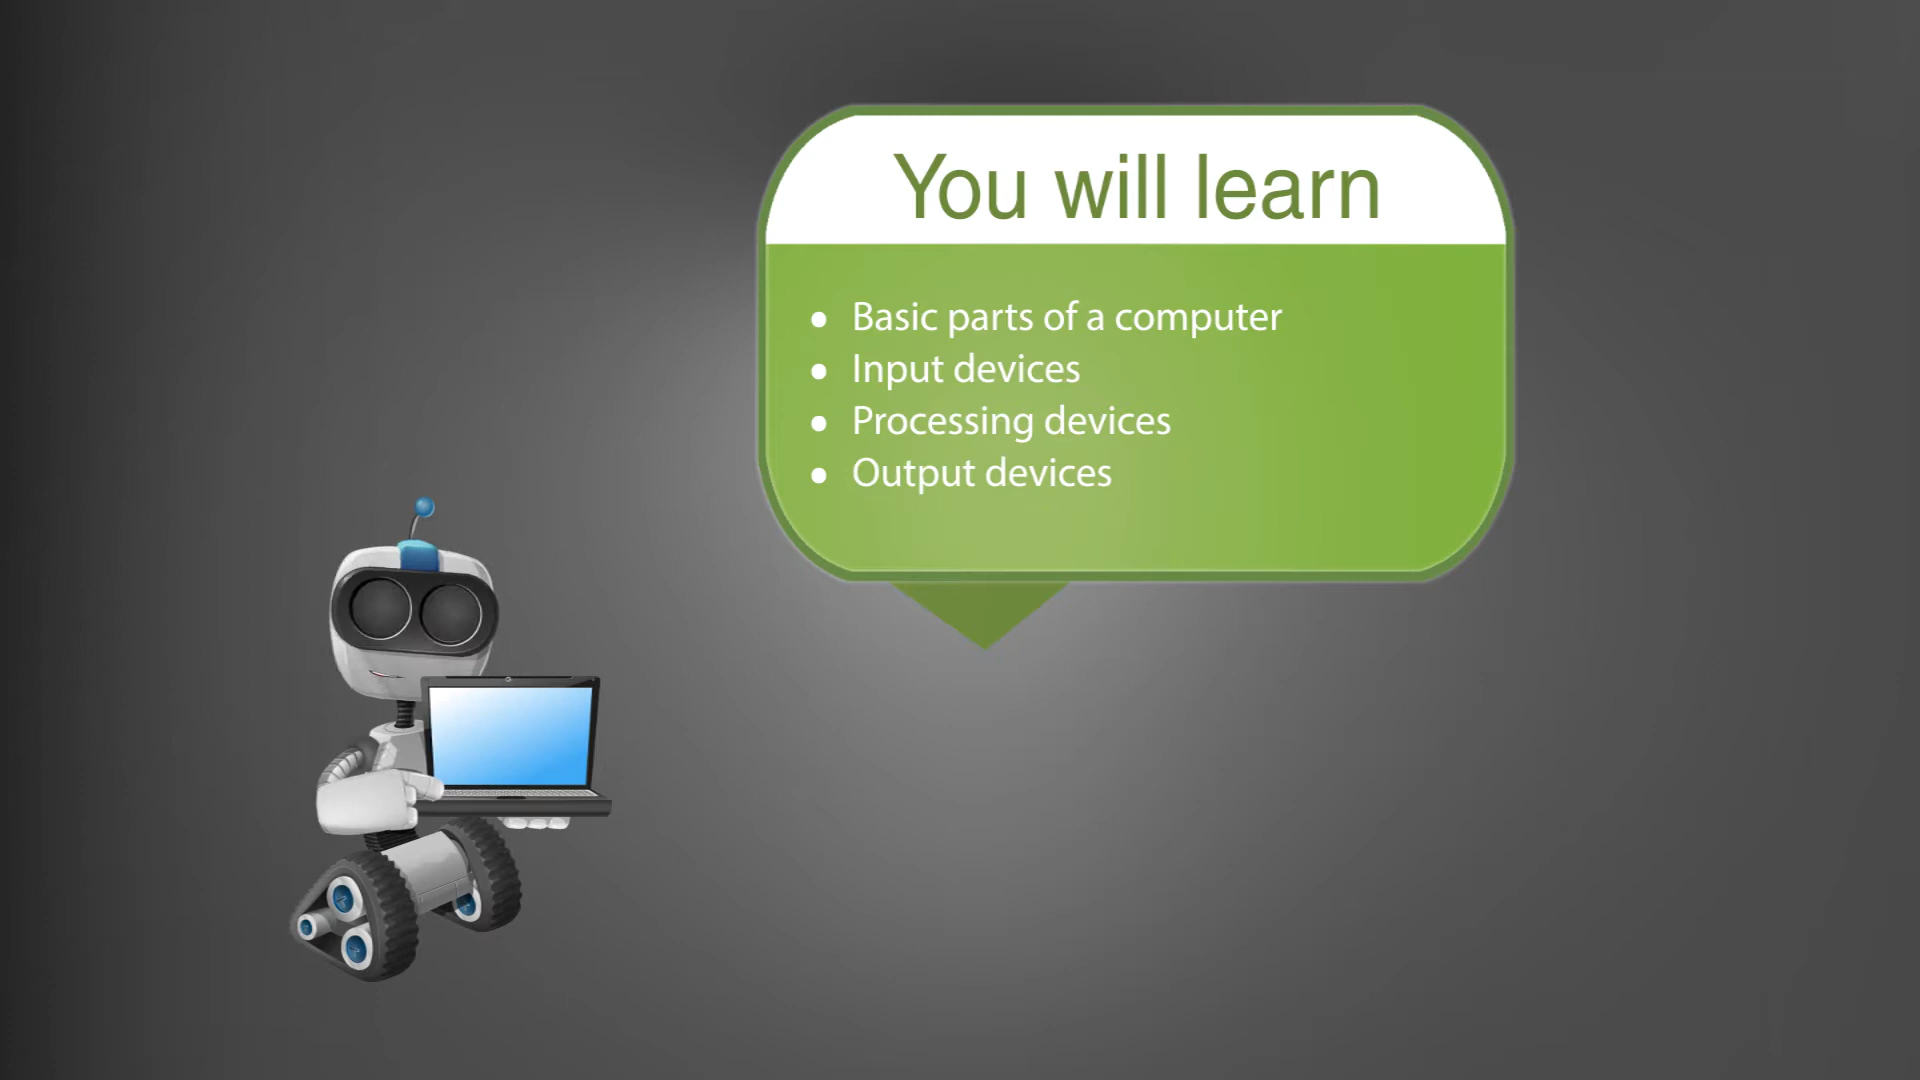 You will learn
• Basic parts of a computer
• Input devices
• Processing devices
• Output devices